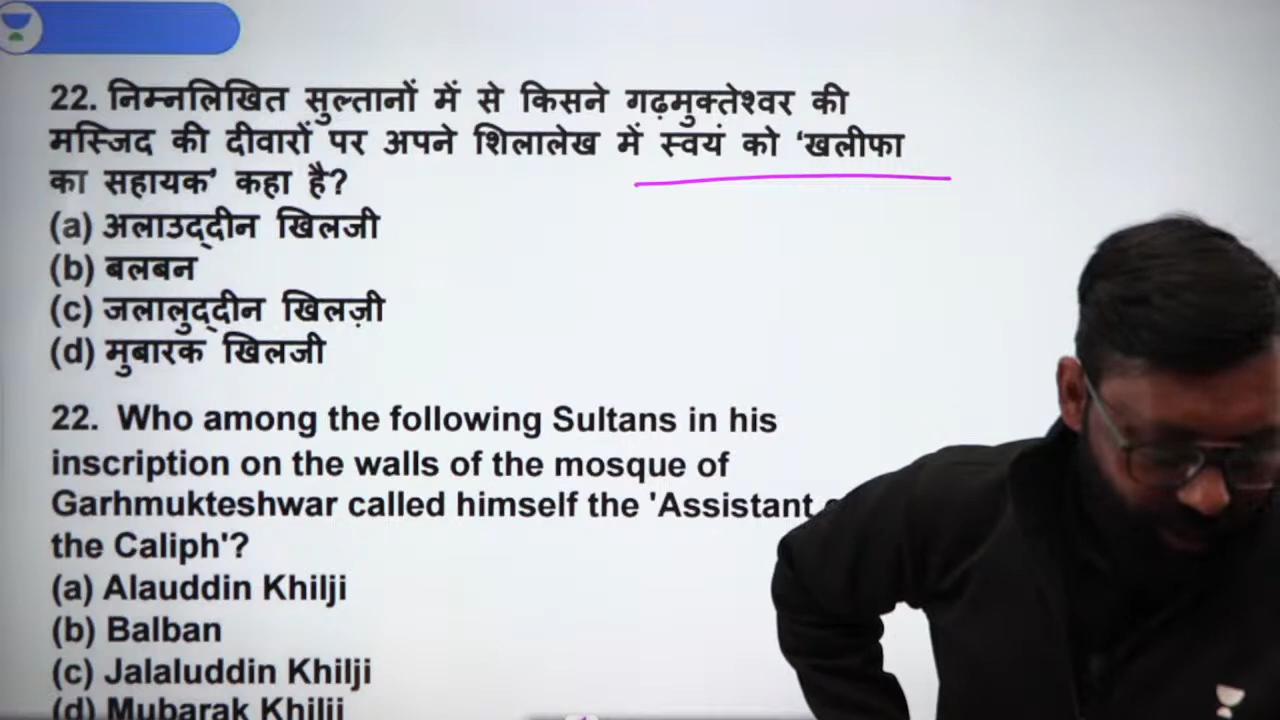 22. निम्नलिखित सुल्तानों में से किसने गढ़मुक्तेश्वर की
मस्जिद की दीवारों पर अपने शिलालेख में स्वयं को ‘खलीफा
का सहायक’ कहा है?
(a) अलाउद्दीन खिलजी
(b) बलबन
(c) जलालुद्दीन खिलज़ी
(d) मुबारक खिलजी
22. Who among the following Sultans in his
inscription on the walls of the mosque of
Garhmukteshwar called himself the 'Assistant
the Caliph'?
(a) Alauddin Khilji
(b) Balban
(c) Jalaluddin Khilji
(d) Mubarak Khilji